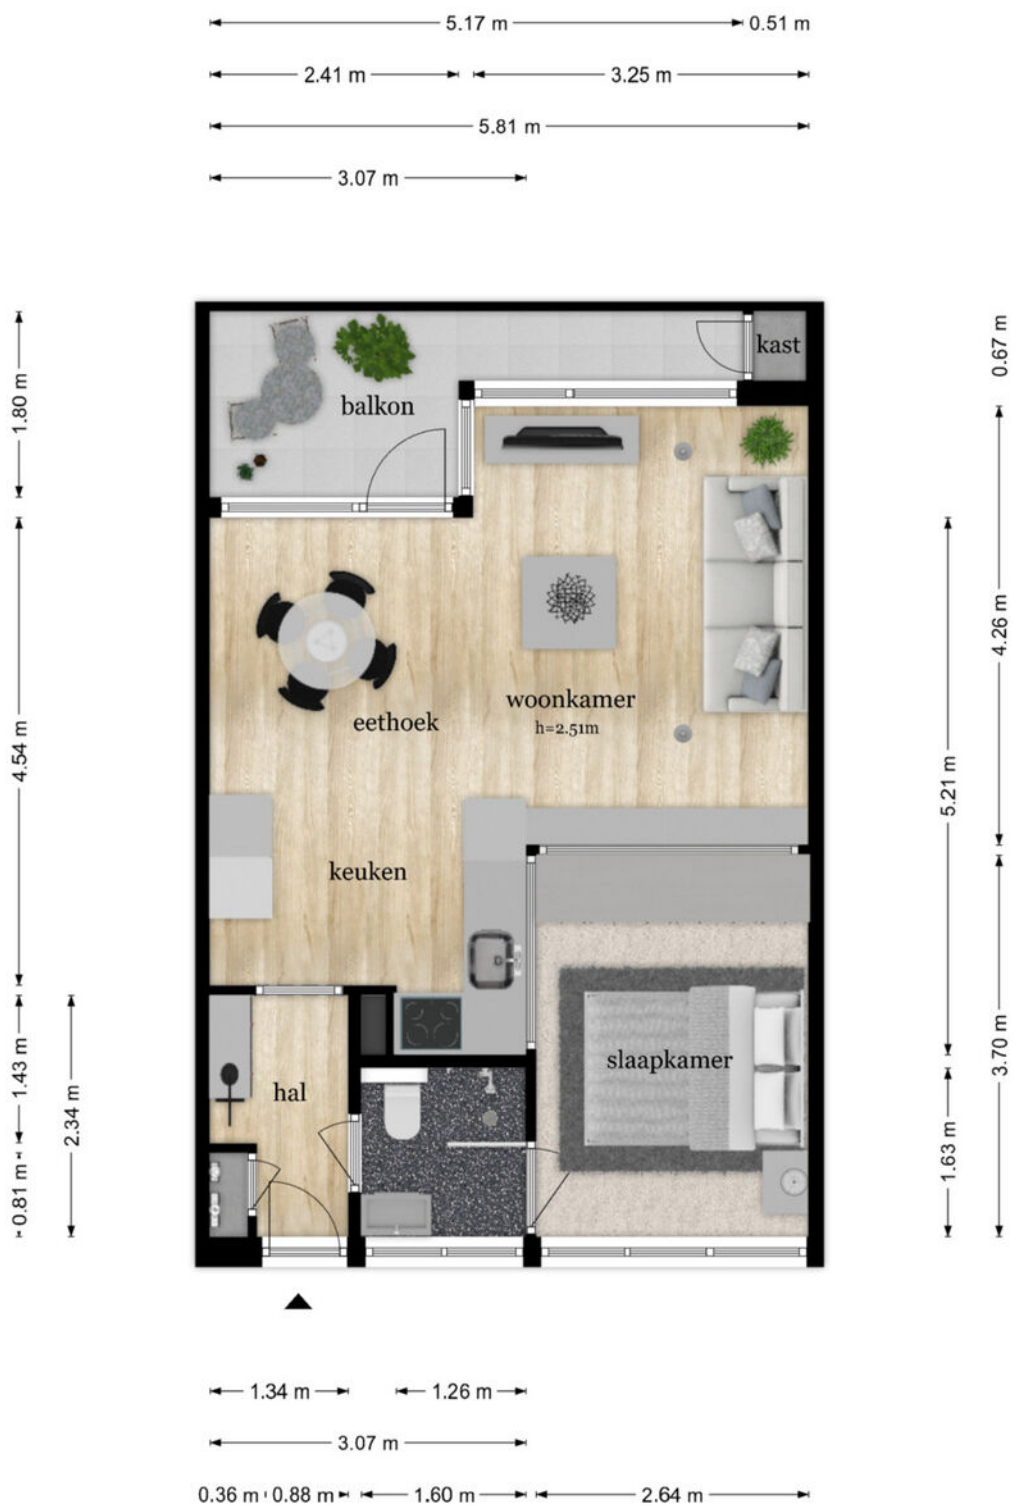 5.17 m
0.51 m
2.41 m
3.25 m
5.81 m
3.07 m
1.80 m
0.67 m
kast
balkon
4.54 m
4.26 m
5.21 m
woonkamer
h=2.51m
eethoek
keuken
slaapkamer
hal
1.43 m
2.34 m
3.70 m
0.81 m
1.63 m
1.34 m
1.26 m
3.07 m
0.36 m
0.88 m
1.60 m
2.64 m